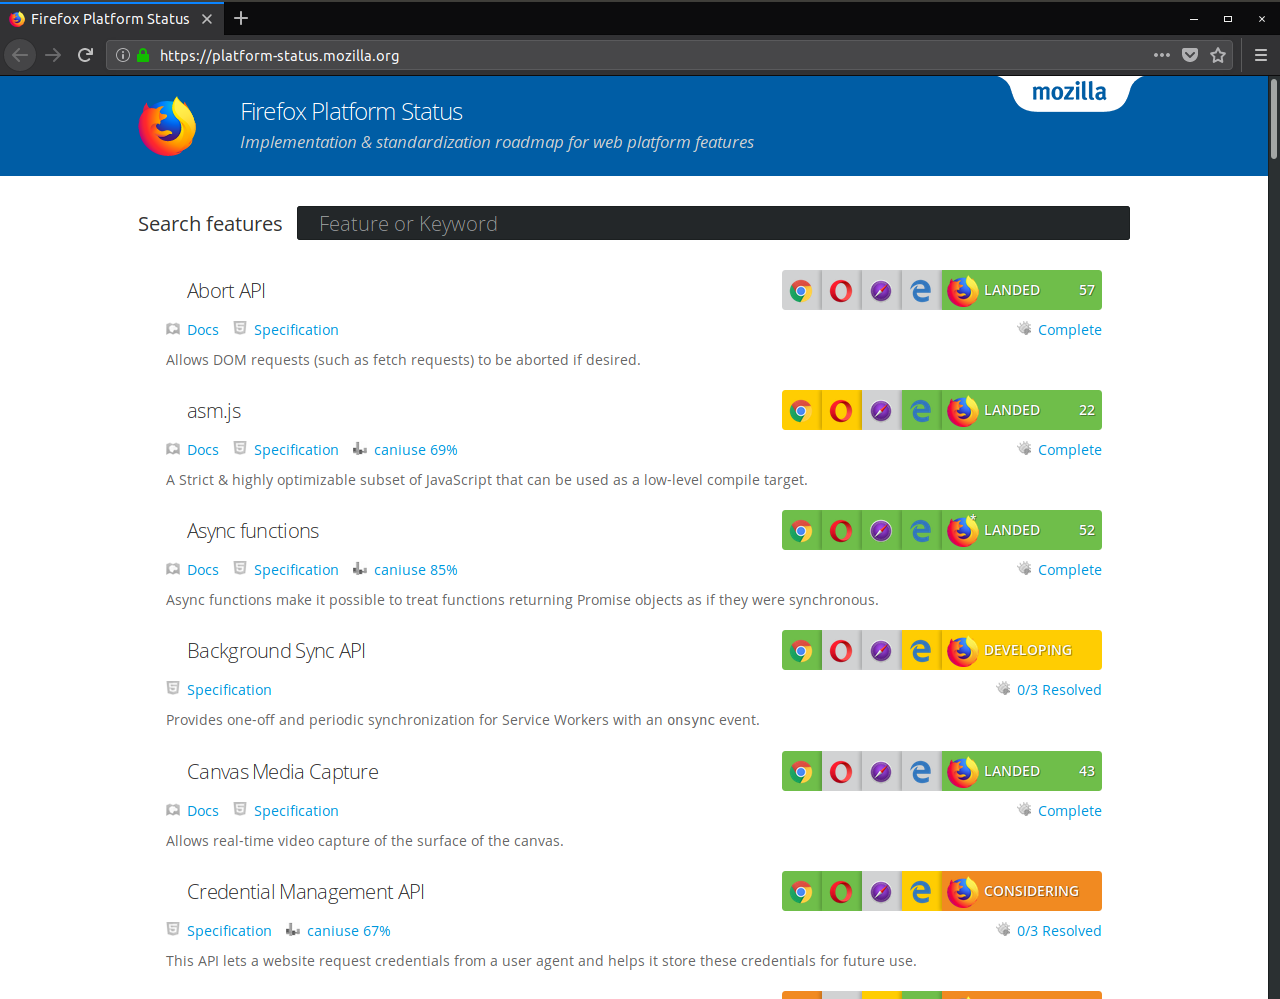 Firefox Platform Status
https://platform-status.mozilla.org
mozilla
Firefox Platform Status
Implementation & standardization roadmap for web platform features
Search features Feature or Keyword
Abort API LANDED 57
Docs Specification Complete
Allows DOM requests (such as fetch requests) to be aborted if desired.
asm.js LANDED 22
Docs Specification caniuse 69% Complete
A Strict & highly optimizable subset of JavaScript that can be used as a low-level compile target.
Async functions * LANDED 52
Docs Specification caniuse 85% Complete
Async functions make it possible to treat functions returning Promise objects as if they were synchronous.
Background Sync API DEVELOPING
Specification 0/3 Resolved
Provides one-off and periodic synchronization for Service Workers with an onsync event.
Canvas Media Capture LANDED 43
Docs Specification Complete
Allows real-time video capture of the surface of the canvas.
Credential Management API CONSIDERING
Specification caniuse 67% 0/3 Resolved
This API lets a website request credentials from a user agent and helps it store these credentials for future use.